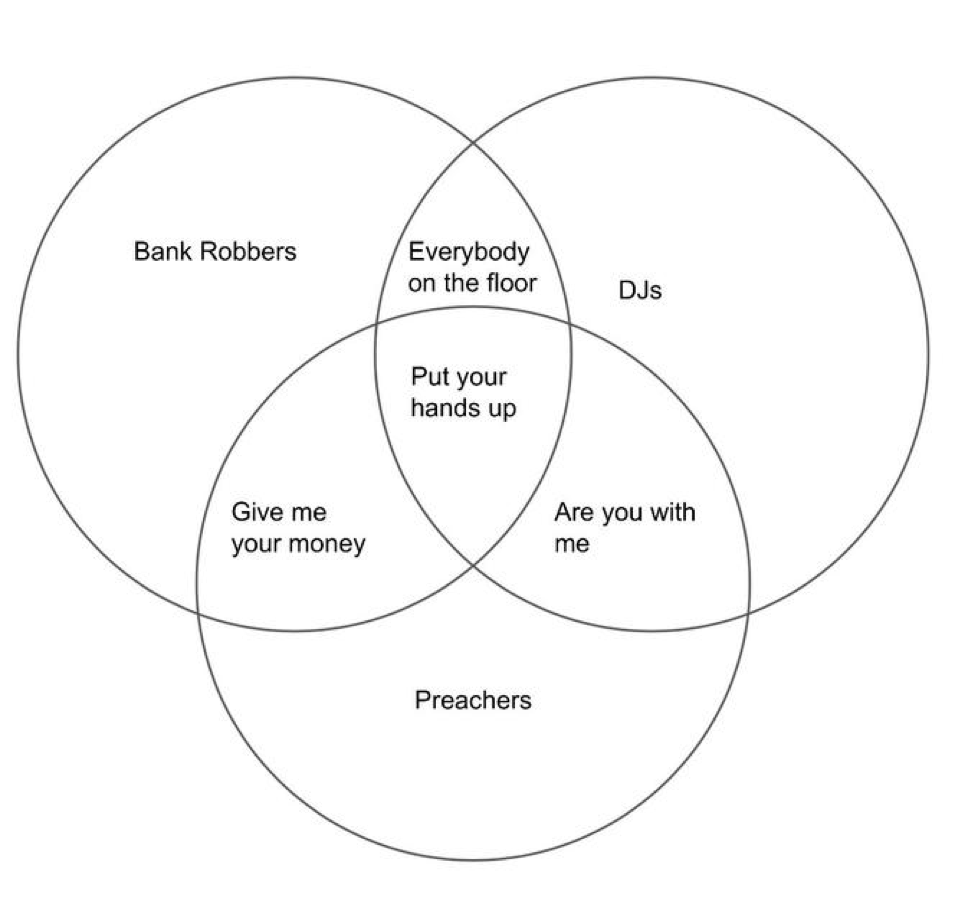 Bank Robbers
Everybody
on the floor
DJs
Put your
hands up
Give me
your money
Are you with
me
Preachers